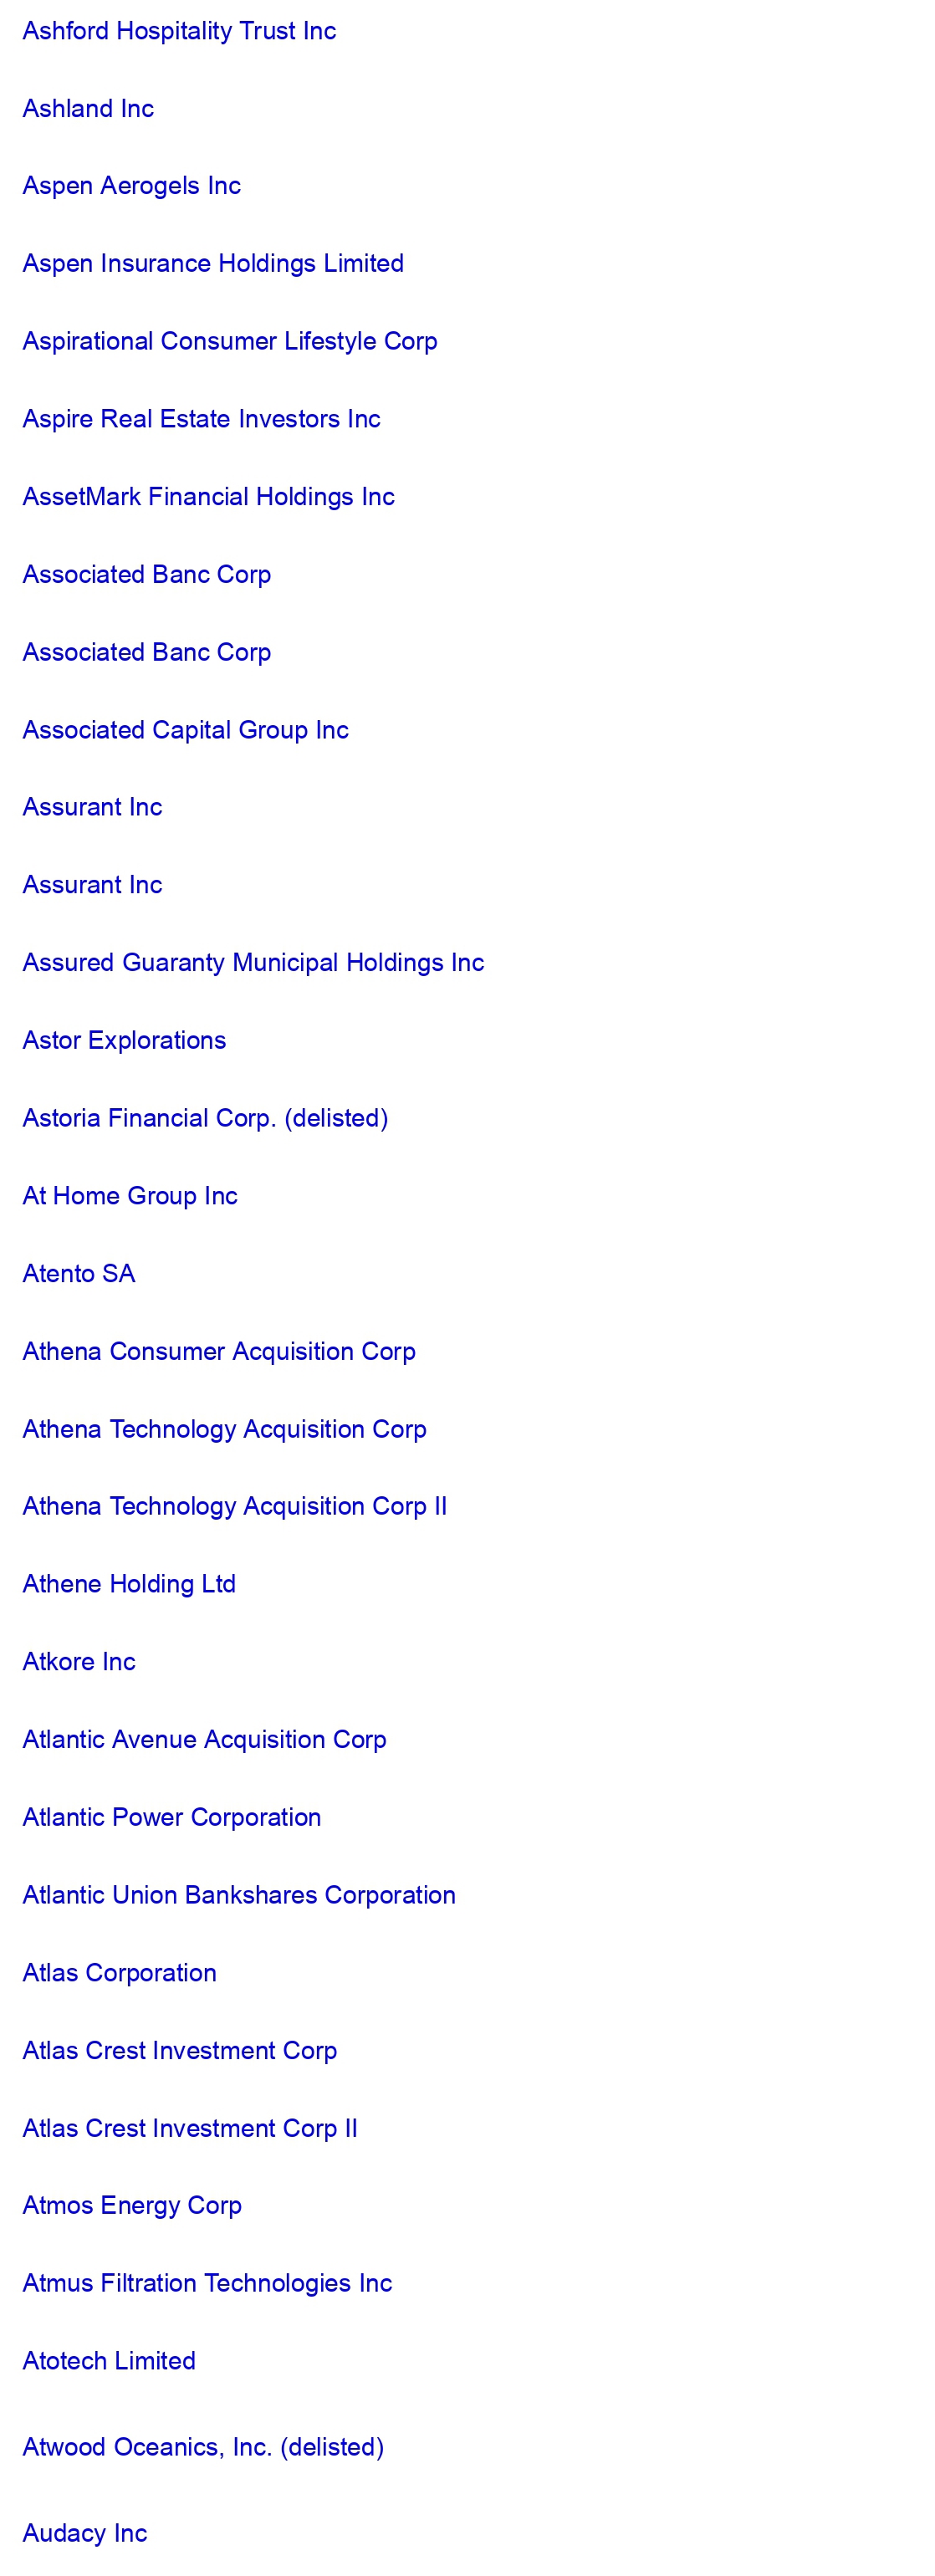 Ashford Hospitality Trust Inc
Ashland Inc
Aspen Aerogels Inc
Aspen Insurance Holdings Limited
Aspirational Consumer Lifestyle Corp
Aspire Real Estate Investors Inc
AssetMark Financial Holdings Inc
Associated Banc Corp
Associated Banc Corp
Associated Capital Group Inc
Assurant Inc
Assurant Inc
Assured Guaranty Municipal Holdings Inc
Astor Explorations
Astoria Financial Corp. (delisted)
At Home Group Inc
Atento SA
Athena Consumer Acquisition Corp
Athena Technology Acquisition Corp
Athena Technology Acquisition Corp II
Athene Holding Ltd
Atkore Inc
Atlantic Avenue Acquisition Corp
Atlantic Power Corporation
Atlantic Union Bankshares Corporation
Atlas Corporation
Atlas Crest Investment Corp
Atlas Crest Investment Corp II
Atmos Energy Corp
Atmus Filtration Technologies Inc
Atotech Limited
Atwood Oceanics, Inc. (delisted)
Audacy Inc